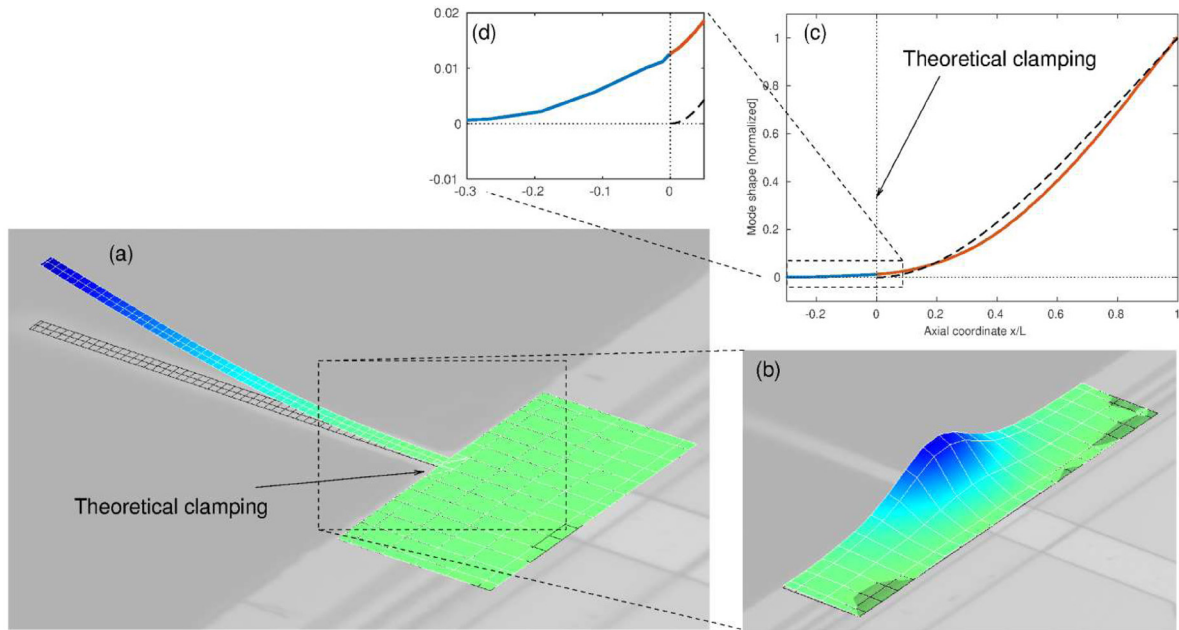 (d)
0.02
0.01
0
-0.01
-0.3
-0.2
-0.1
0
(c)
Theoretical clamping
Mode shape [normalized]
1
0.8
0.6
0.4
0.2
0
-0.2
0
0.2
0.4
0.6
0.8
1
Axial coordinate x/L
(a)
Theoretical clamping
(b)